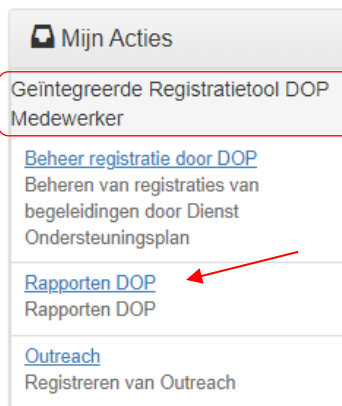 Mijn Acties
Geïntegreerde Registratietool DOP
Medewerker
Beheer registratie door DOP
Beheren van registraties van
begeleidingen door Dienst
Ondersteuningsplan
Rapporten DOP
Rapporten DOP
Outreach
Registreren van Outreach